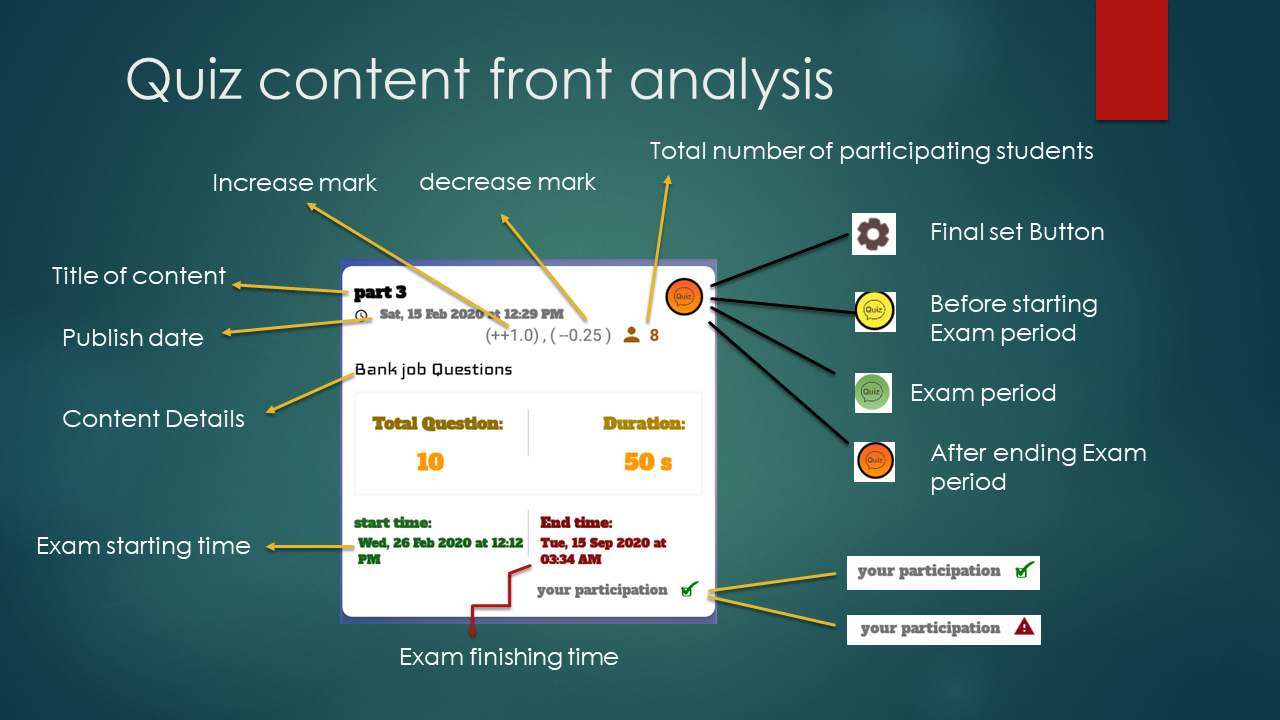 Quiz content front analysis
Total number of participating students
Increase mark
decrease mark
Title of content
Publish date
Content Details
Exam starting time
part 3
Quiz
Sat, 15 Feb 2020 at 12:29 PM
(++1.0) , ( --0.25 )
8
Bank job Questions
Total Question:
Duration:
10
50 s
start time:
End time:
Wed, 26 Feb 2020 at 12:12
PM
Tue, 15 Sep 2020 at
03:34 AM
your participation
Exam finishing time
Final set Button
Quiz
Before starting
Exam period
Quiz
Exam period
Quiz
After ending Exam
period
your participation
your participation